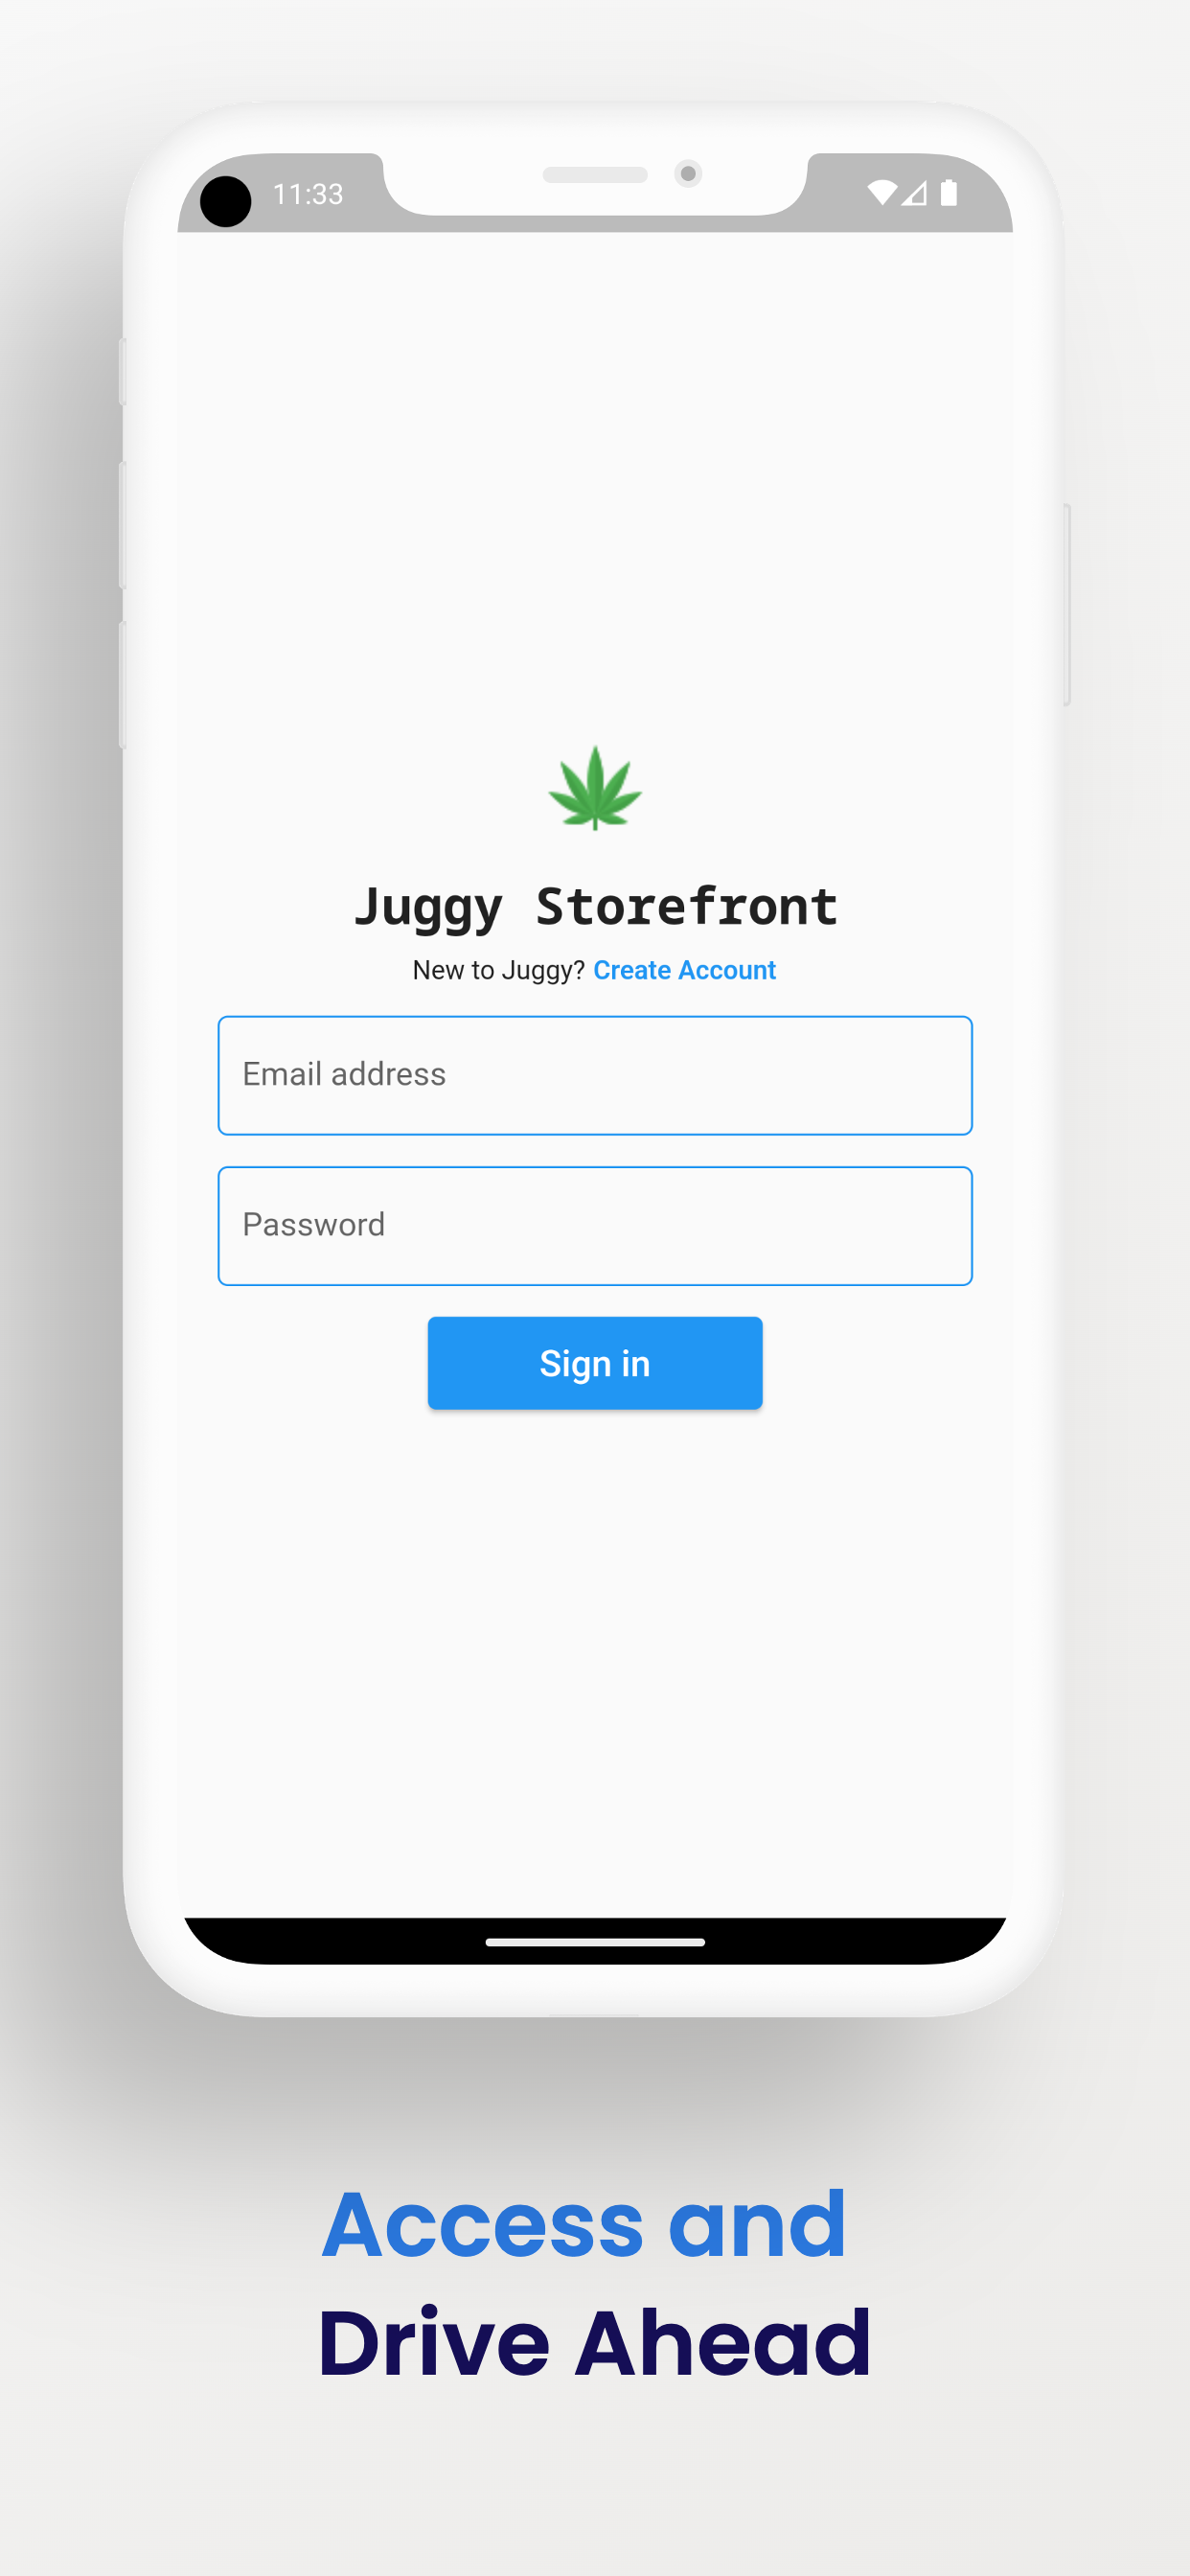 11:33
Juggy Storefront
New to Juggy? Create Account
Email address
Password
Sign in
Access and
Drive Ahead